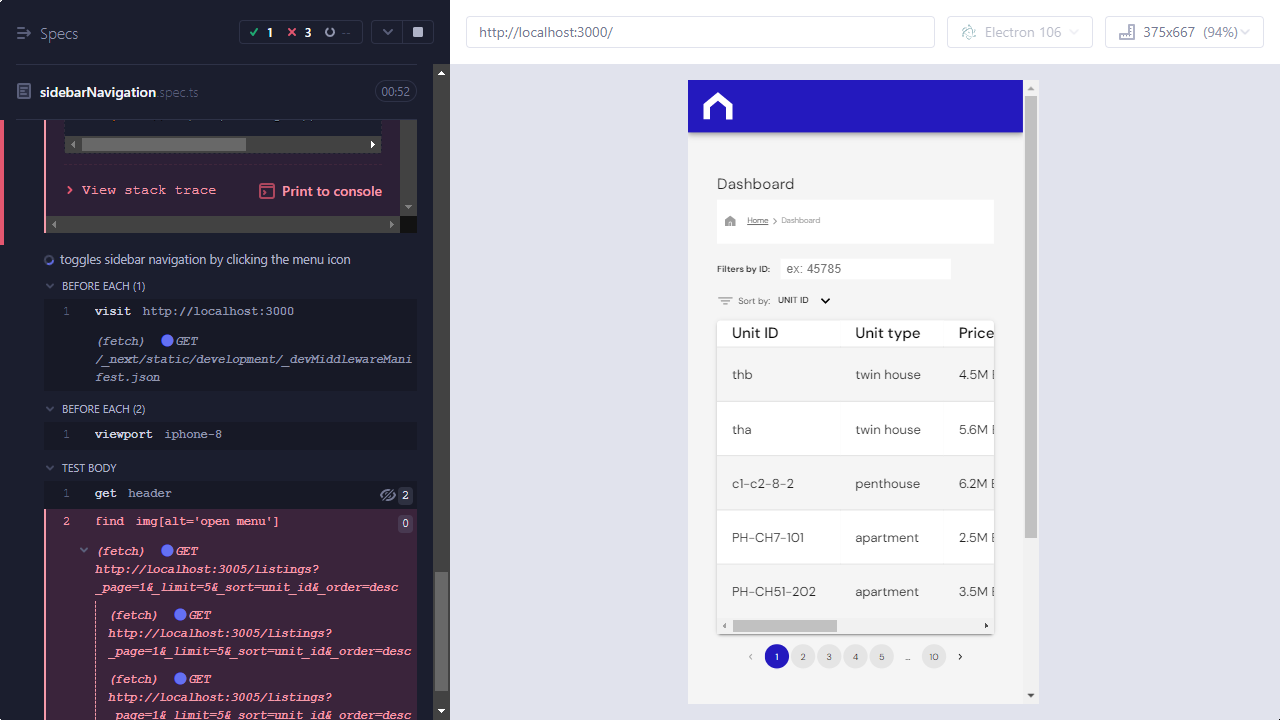 Specs
1
3
--
sidebarNavigation.spec.ts
00:52
View stack trace
Print to console
toggles sidebar navigation by clicking the menu icon
BEFORE EACH (1)
1 visit http://localhost:3000
(fetch) GET
/_next/static/development/_devMiddlewareMani
fest.json
BEFORE EACH (2)
1 viewport iphone-8
TEST BODY
1 get header 2
2 find img[alt='open menu'] 0
(fetch) GET
http://localhost:3005/listings?
_page=1&_limit=5&_sort=unit_id&_order=desc
(fetch) GET
http://localhost:3005/listings?
_page=1&_limit=5&_sort=unit_id&_order=desc
(fetch) GET
http://localhost:3005/listings?
_page=1&_limit=5&_sort=unit_id&_order=desc
http://localhost:3000/
Electron 106
375x667 (94%)
Dashboard
Home > Dashboard
Filters by ID: ex: 45785
Sort by: UNIT ID
Unit ID Unit type Price
thb twin house 4.5M
tha twin house 5.6M
c1-c2-8-2 penthouse 6.2M
PH-CH7-101 apartment 2.5M
PH-CH51-202 apartment 3.5M
‹ 1 2 3 4 5 ... 10 ›